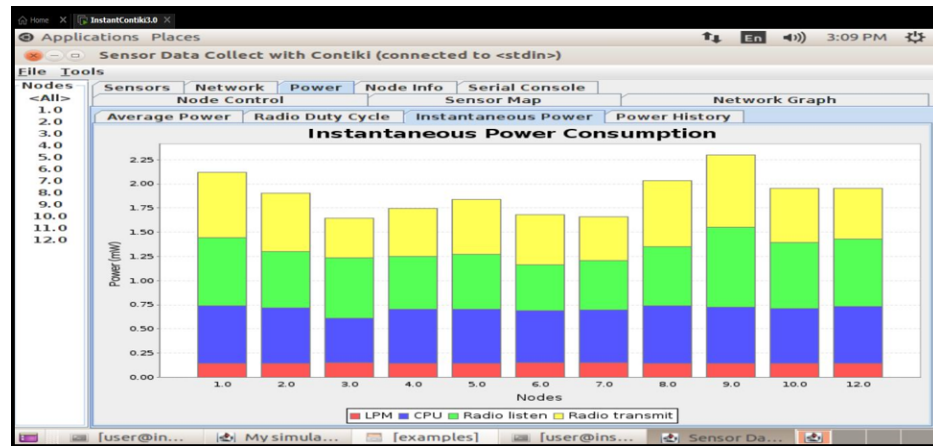 Home X InstantContiki3.0 X
Applications Places En 3:09 PM
Sensor Data Collect with Contiki (connected to <stdin>)
File Tools
Nodes
<All>
1.0
2.0
3.0
4.0
5.0
6.0
7.0
8.0
9.0
10.0
11.0
12.0
Sensors Network Power Node Info Serial Console
Node Control Sensor Map Network Graph
Average Power Radio Duty Cycle Instantaneous Power Power History
Instantaneous Power Consumption
Power (mW)
2.25
2.00
1.75
1.50
1.25
1.00
0.75
0.50
0.25
0.00
1.0 2.0 3.0 4.0 5.0 6.0 7.0 8.0 9.0 10.0 12.0
Nodes
LPM CPU Radio listen Radio transmit
[user@in... My simula... [examples] [user@ins... Sensor Da...